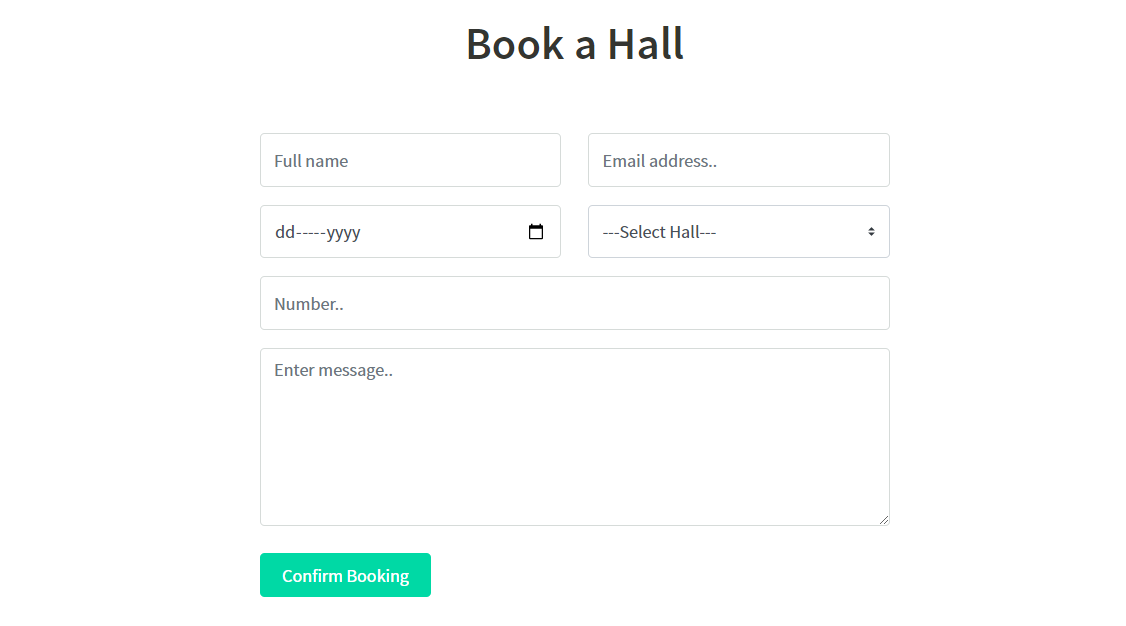 Book a Hall
Full name
Email address..
dd-----yyyy
---Select Hall---
Number..
Enter message..
Confirm Booking